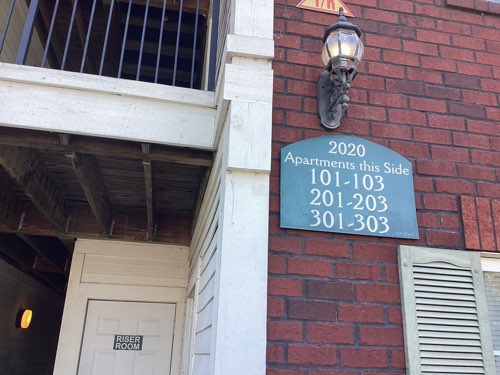 T/R
2020
Apartments this Side
101-103
201-203
301-303
RISER
ROOM